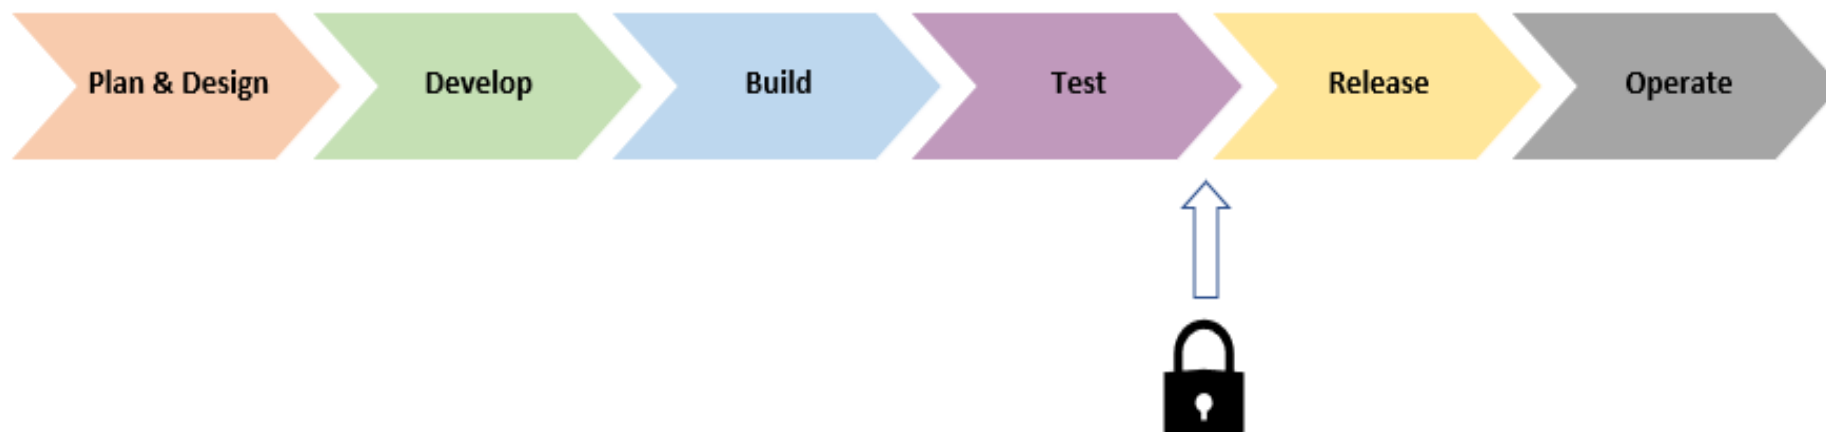 Plan & Design
Develop
Build
Test
Release
Operate